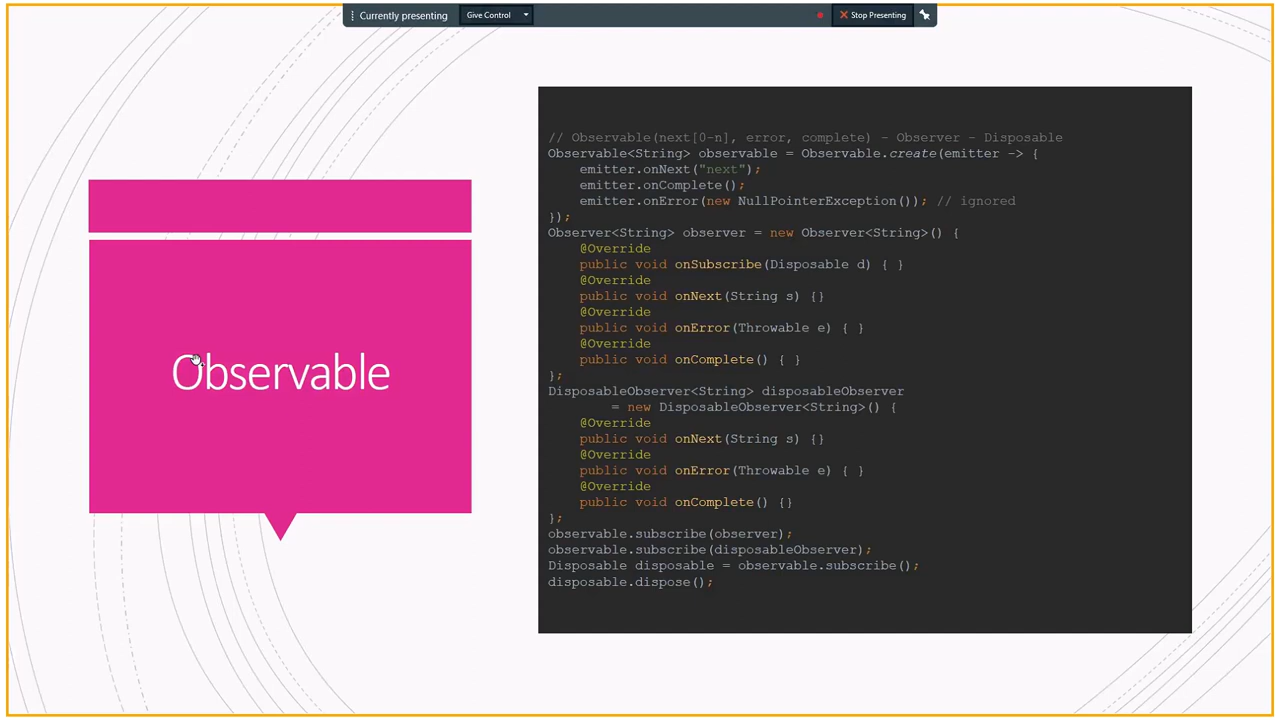 Currently presenting
Give Control
Stop Presenting
Observable
// Observable(next[0-n], error, complete) - Observer - Disposable
Observable<String> observable = Observable.create(emitter -> {
    emitter.onNext("next");
    emitter.onComplete();
    emitter.onError(new NullPointerException()); // ignored
});
Observer<String> observer = new Observer<String>() {
    @Override
    public void onSubscribe(Disposable d) { }
    @Override
    public void onNext(String s) {}
    @Override
    public void onError(Throwable e) { }
    @Override
    public void onComplete() { }
};
DisposableObserver<String> disposableObserver
        = new DisposableObserver<String>() {
    @Override
    public void onNext(String s) {}
    @Override
    public void onError(Throwable e) { }
    @Override
    public void onComplete() {}
};
observable.subscribe(observer);
observable.subscribe(disposableObserver);
Disposable disposable = observable.subscribe();
disposable.dispose();